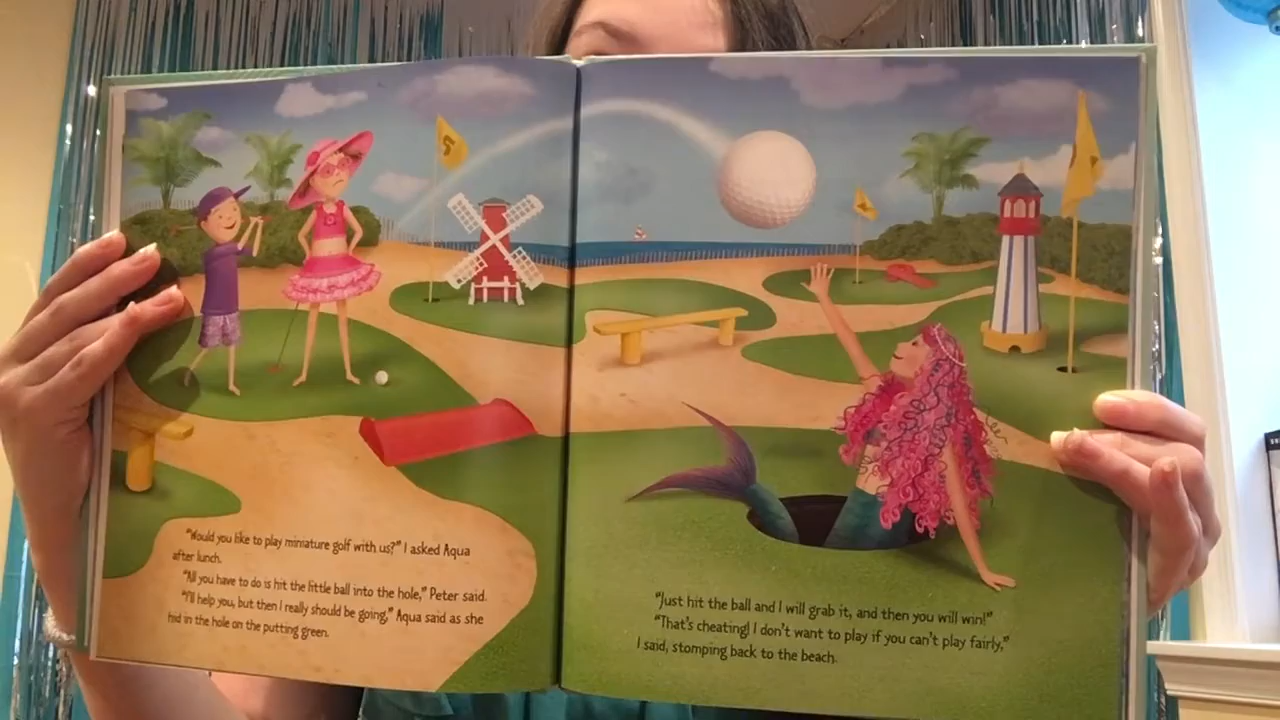 5
"Would you like to play miniature golf with us?" I asked Aqua
after lunch.
"All you have to do is hit the little ball into the hole," Peter said.
"I'll help you, but then I really should be going," Aqua said as she
hid in the hole on the putting green.
"Just hit the ball and I will grab it, and then you will win!"
"That's cheating! I don't want to play if you can't play fairly,"
I said, stomping back to the beach.